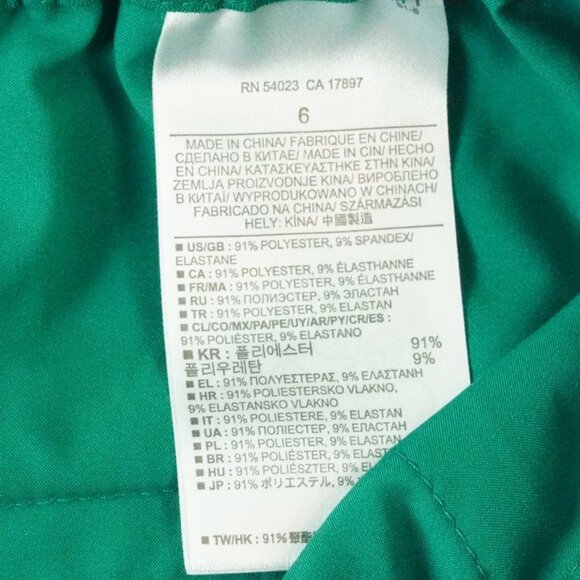 RN 54023 CA 17897
6
MADE IN CHINA/ FABRIQUE EN CHINE/
СДЕЛАНО В КИТАЕ/ MADE IN CIN/ HECHO
EN CHINA/ ΚΑΤΑΣΚΕΥΑΣΤΗΚΕ ΣΤΗΝ ΚΙΝΑ/
ZEMLJA PROIZVODNJE KINA/ ВИРОБЛЕНО
В КИТАЇ/ WYPRODUKOWANO W CHINACH/
FABRICADO NA CHINA/ SZÁRMAZÁSI
HELY: KÍNA/ 中國製造
US/GB : 91% POLYESTER, 9% SPANDEX/
ELASTANE
CA : 91% POLYESTER, 9% ÉLASTHANNE
FR/MA : 91% POLYESTER, 9% ÉLASTHANNE
RU : 91% ПОЛИЭСТЕР, 9% ЭЛАСТАН
TR : 91% POLYESTER, 9% ELASTAN
CL/CO/MX/PA/PE/UY/AR/PY/CR/ES :
91% POLIÉSTER, 9% ELASTANO
KR : 폴리에스터 91%
폴리우레탄 9%
EL : 91% ΠΟΛΥΕΣΤΕΡΑΣ, 9% ΕΛΑΣΤΑΝΗ
HR : 91% POLIESTERSKO VLAKNO,
9% ELASTANSKO VLAKNO
IT : 91% POLIESTERE, 9% ELASTAN
UA : 91% ПОЛІЕСТЕР, 9% ЕЛАСТАН
PL : 91% POLIESTER, 9% ELASTAN
BR : 91% POLIÉSTER, 9%
HU : 91% POLIÉSZTER, 9%
JP : 91% ポリエステル, 9%
TW/HK : 91%